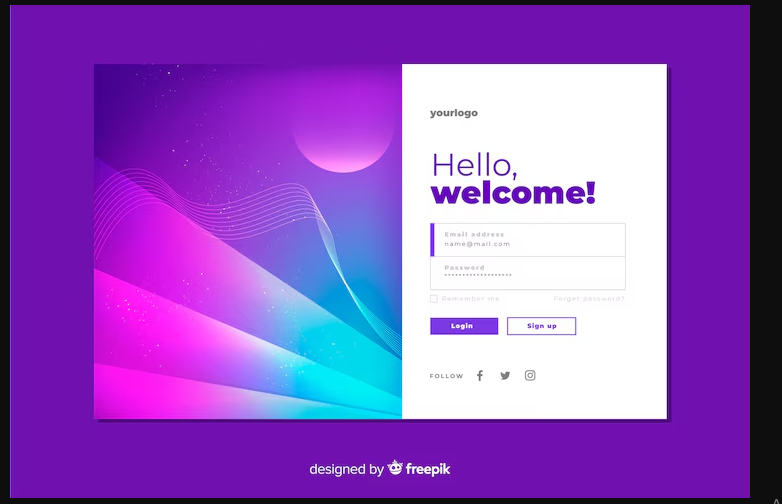 yourlogo
Hello,
welcome!
Email address
name@mail.com
Password
Remember me
Forget password?
Login
Sign up
FOLLOW
designed by freepik